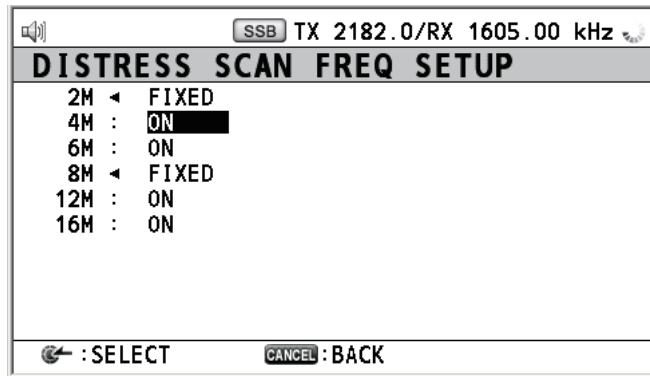 SSB TX 2182.0/RX 1605.00 kHz
DISTRESS SCAN FREQ SETUP
2M ◄ FIXED
4M : ON
6M : ON
8M ◄ FIXED
12M : ON
16M : ON
:SELECT CANCEL:BACK